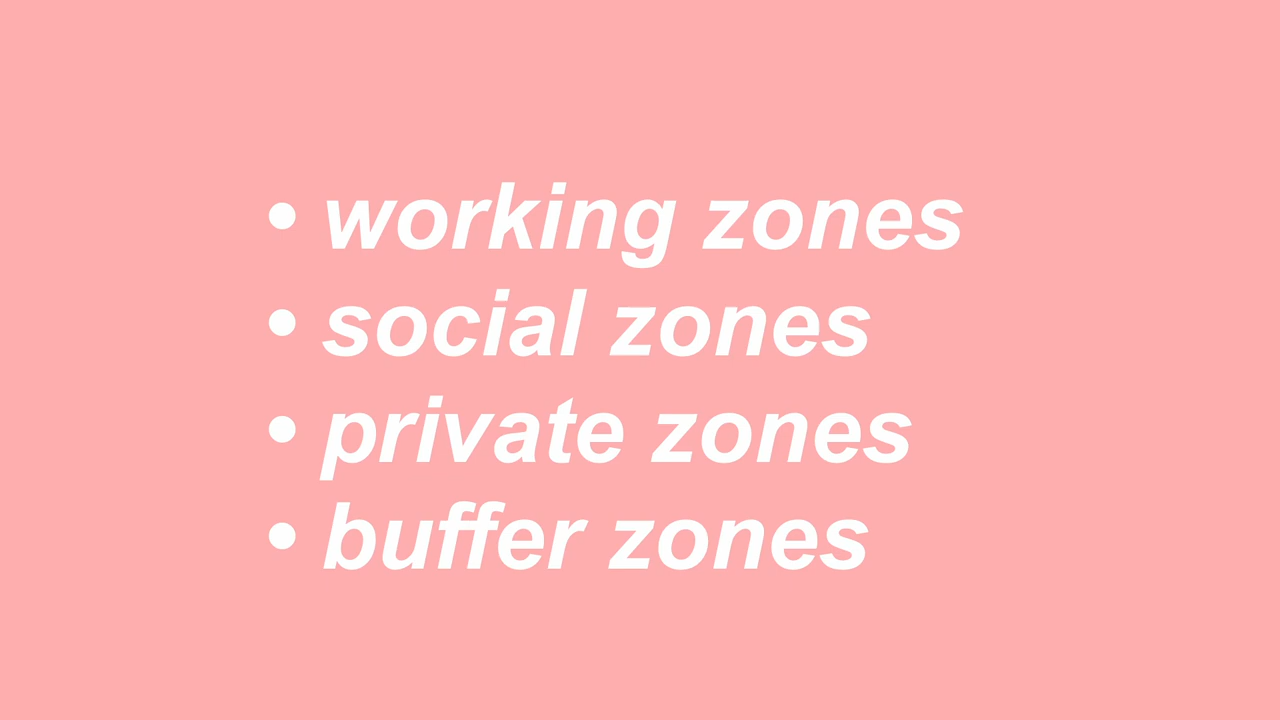 • working zones
• social zones
• private zones
• buffer zones